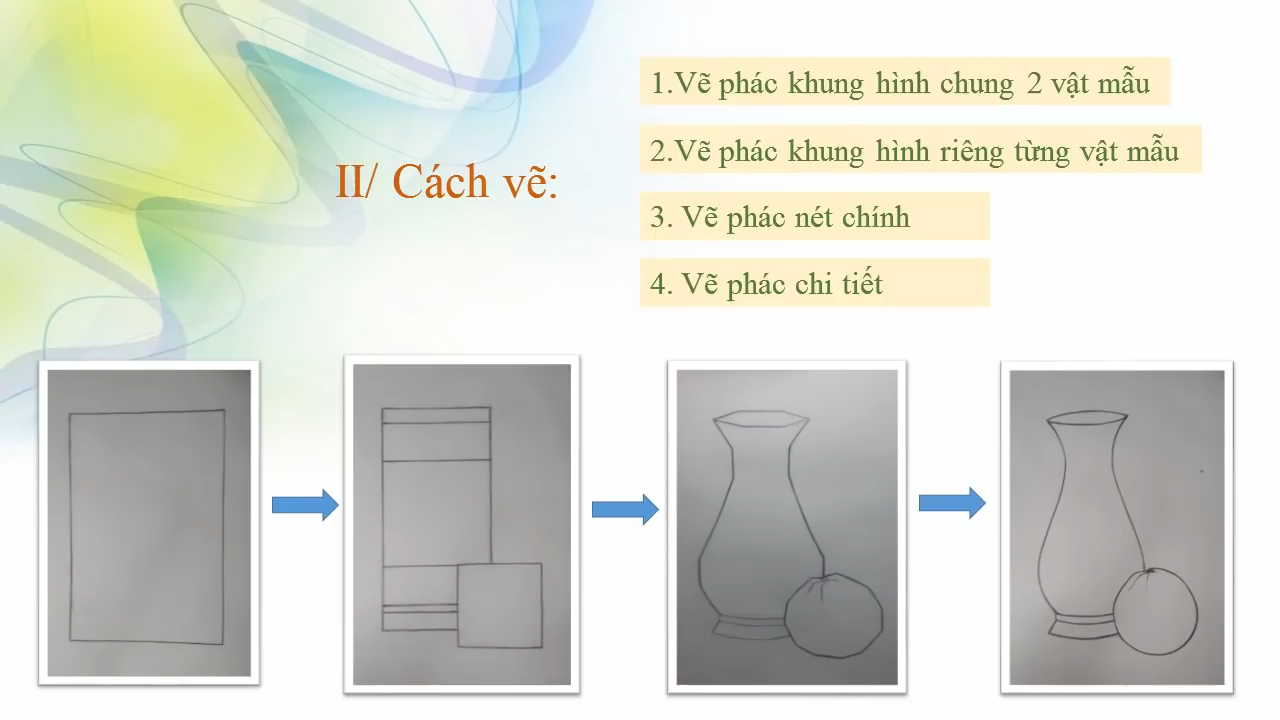 II/ Cách vẽ:
1.Vẽ phác khung hình chung 2 vật mẫu
2.Vẽ phác khung hình riêng từng vật mẫu
3. Vẽ phác nét chính
4. Vẽ phác chi tiết